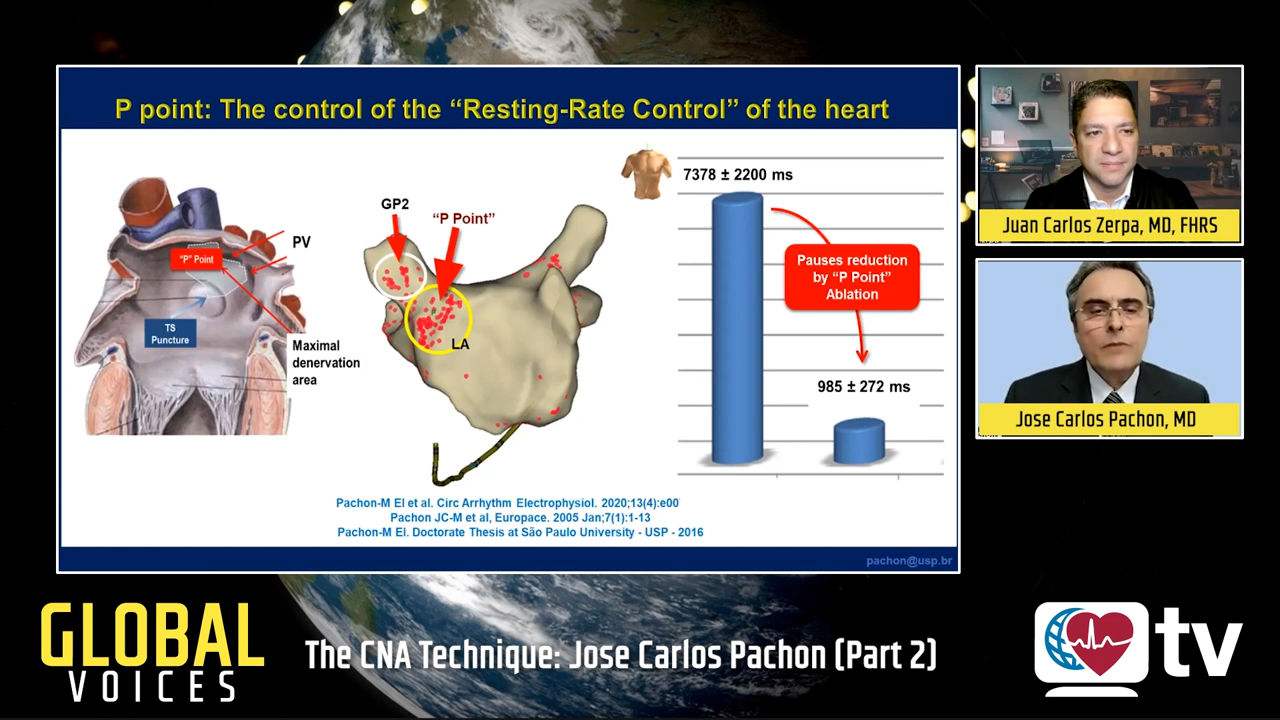 P point: The control of the “Resting-Rate Control” of the heart
PV
"P" Point
TS
Puncture
Maximal
denervation
area
GP2
“P Point”
LA
7378 ± 2200 ms
Pauses reduction
by “P Point”
Ablation
985 ± 272 ms
Pachon-M EI et al. Circ Arrhythm Electrophysiol. 2020;13(4):e00
Pachon JC-M et al, Europace. 2005 Jan;7(1):1-13
Pachon-M EI. Doctorate Thesis at São Paulo University - USP - 2016
pachon@usp.br
Juan Carlos Zerpa, MD, FHRS
Jose Carlos Pachon, MD
GLOBAL
VOICES
The CNA Technique: Jose Carlos Pachon (Part 2)
tv